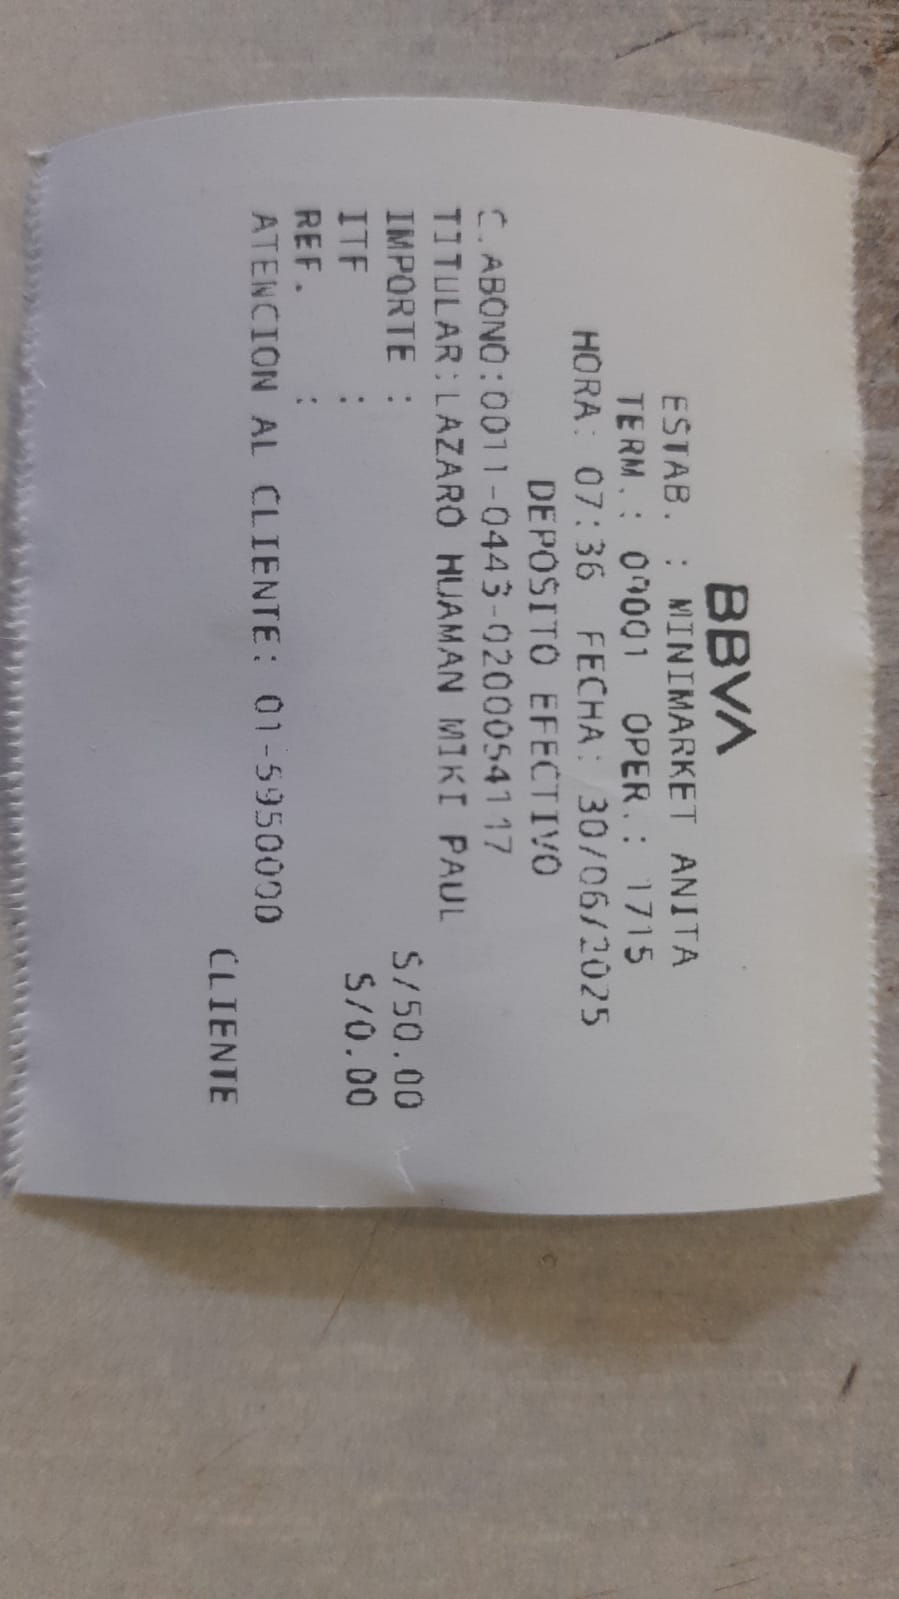 BBVA
ESTAB. : MINIMARKET ANITA
TERM.: 00001 OPER.: 1715
HORA: 07:36 FECHA: 30/06/2025
DEPOSITO EFECTIVO
C.ABONO:0011-0443-0200054117
TITULAR:LAZARO HUAMAN MIKI PAUL
IMPORTE : S/50.00
ITF : S/0.00
REF. :
ATENCION AL CLIENTE: 01-5950000
CLIENTE